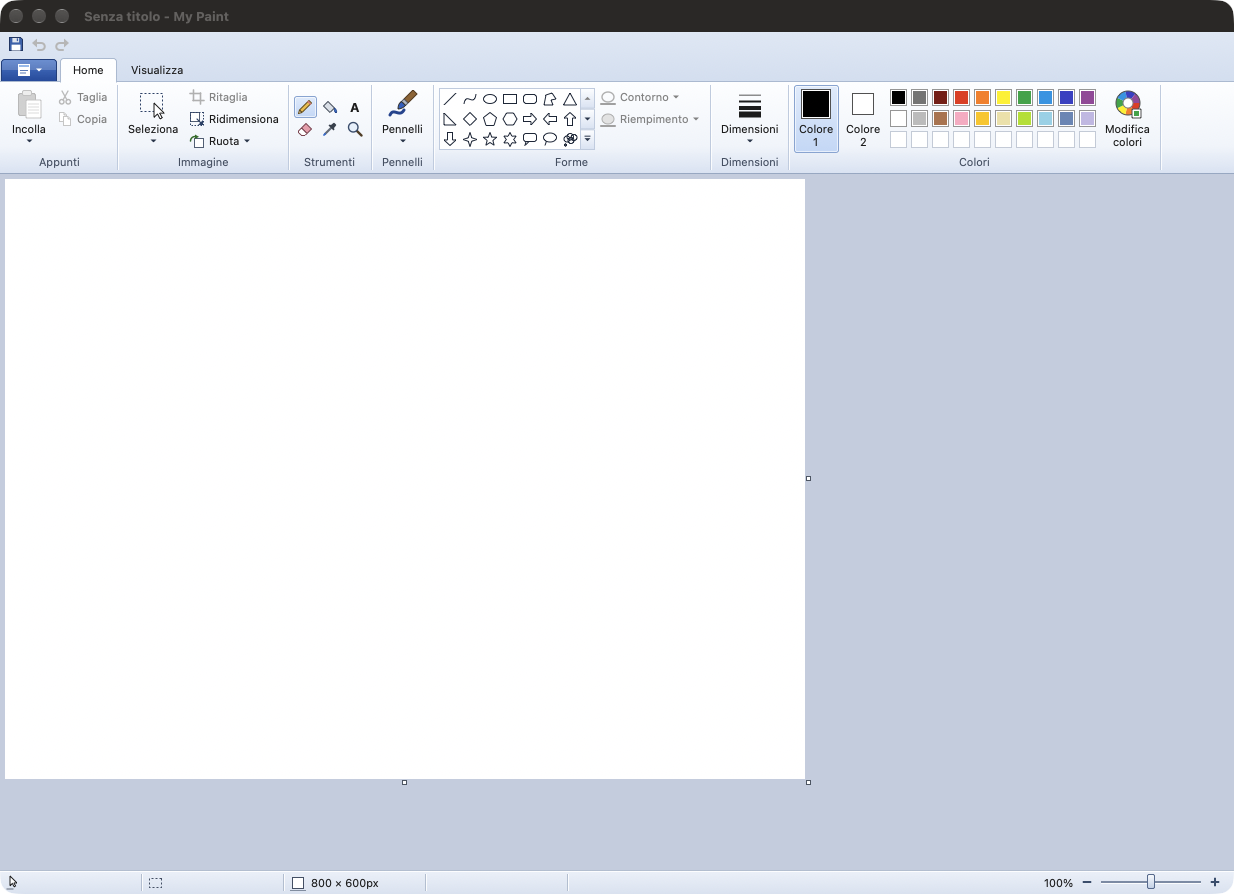 Senza titolo - My Paint
Home
Visualizza
Incolla
Taglia
Copia
Appunti
Seleziona
Ritaglia
Ridimensiona
Ruota
Immagine
A
Strumenti
Pennelli
Pennelli
Contorno
Riempimento
Forme
Dimensioni
Dimensioni
Colore
1
Colore
2
Modifica
colori
Colori
800 × 600px
100%